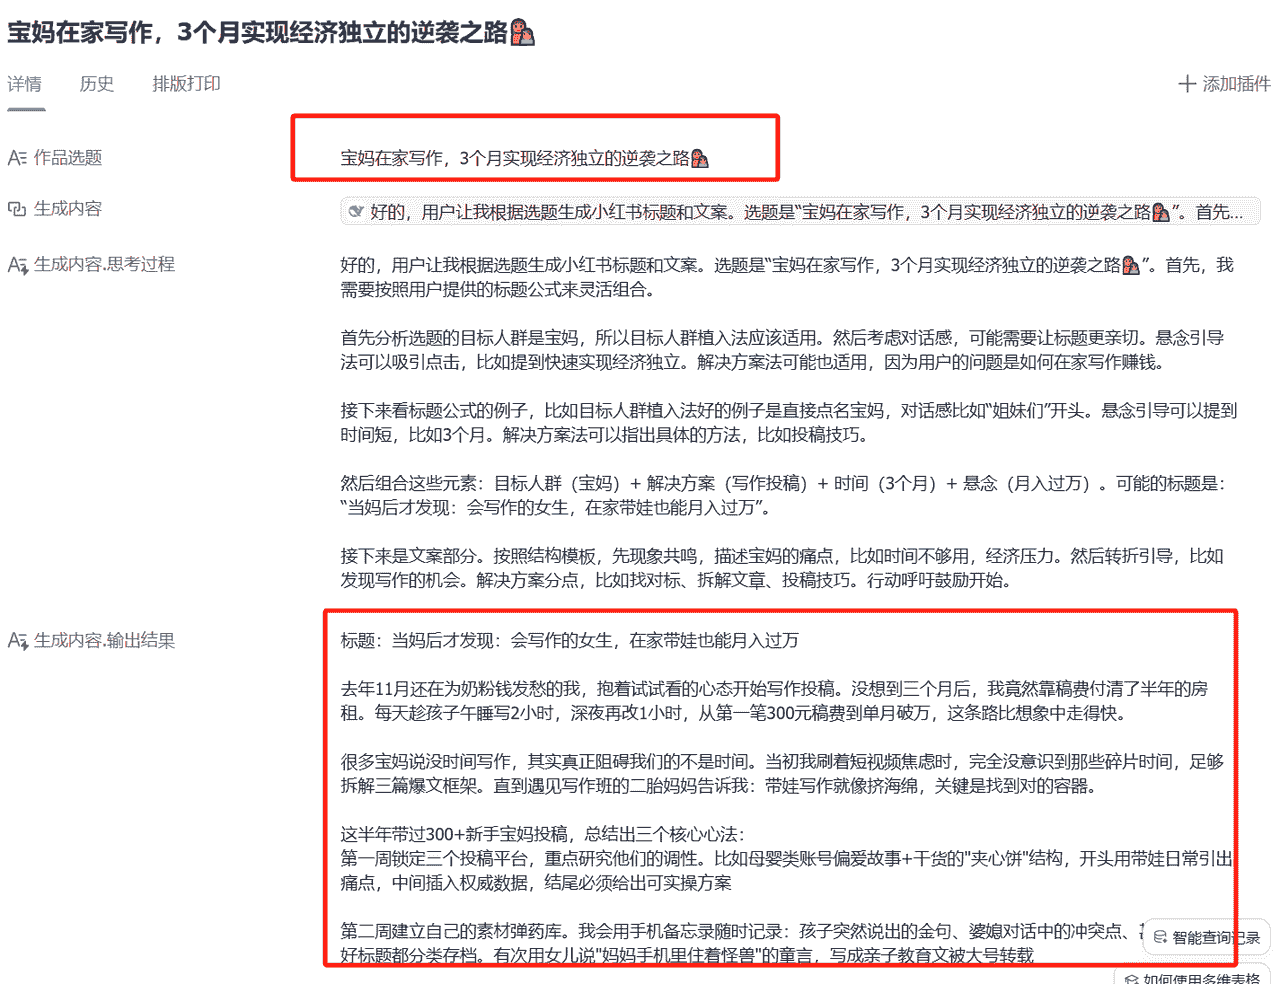 宝妈在家写作，3个月实现经济独立的逆袭之路
详情 历史 排版打印 添加插件
作品选题 宝妈在家写作，3个月实现经济独立的逆袭之路
生成内容 好的，用户让我根据选题生成小红书标题和文案。选题是“宝妈在家写作，3个月实现经济独立的逆袭之路”。首先...
生成内容.思考过程 好的，用户让我根据选题生成小红书标题和文案。选题是“宝妈在家写作，3个月实现经济独立的逆袭之路”。首先，我
需要按照用户提供的标题公式来灵活组合。
首先分析选题的目标人群是宝妈，所以目标人群植入法应该适用。然后考虑对话感，可能需要让标题更亲切。悬念引导
法可以吸引点击，比如提到快速实现经济独立。解决方案法可能也适用，因为用户的问题是如何在家写作赚钱。
接下来看标题公式的例子，比如目标人群植入法好的例子是直接点名宝妈，对话感比如“姐妹们”开头。悬念引导可以提到
时间短，比如3个月。解决方案法可以指出具体的方法，比如投稿技巧。
然后组合这些元素：目标人群（宝妈）+ 解决方案（写作投稿）+ 时间（3个月）+ 悬念（月入过万）。可能的标题是：
“当妈后才发现：会写作的女生，在家带娃也能月入过万”。
接下来是文案部分。按照结构模板，先现象共鸣，描述宝妈的痛点，比如时间不够用，经济压力。然后转折引导，比如
发现写作的机会。解决方案分点，比如找对标、拆解文章、投稿技巧。行动呼吁鼓励开始。
生成内容.输出结果 标题：当妈后才发现：会写作的女生，在家带娃也能月入过万
去年11月还在为奶粉钱发愁的我，抱着试试看的心态开始写作投稿。没想到三个月后，我竟然靠稿费付清了半年的房
租。每天趁孩子午睡写2小时，深夜再改1小时，从第一笔300元稿费到单月破万，这条路比想象中走得快。
很多宝妈说没时间写作，其实真正阻碍我们的不是时间。当初我刷着短视频焦虑时，完全没意识到那些碎片时间，足够
拆解三篇爆文框架。直到遇见写作班的二胎妈妈告诉我：带娃写作就像挤海绵，关键是找到对的容器。
这半年带过300+新手宝妈投稿，总结出三个核心心法：
第一周锁定三个投稿平台，重点研究他们的调性。比如母婴类账号偏爱故事+干货的"夹心饼"结构，开头用带娃日常引出
痛点，中间插入权威数据，结尾必须给出可实操方案
第二周建立自己的素材弹药库。我会用手机备忘录随时记录：孩子突然说出的金句、婆媳对话中的冲突点、
智能查询记录
好标题都分类存档。有次用女儿说"妈妈手机里住着怪兽"的童言，写成亲子教育文被大号转载
如何使用多维表格